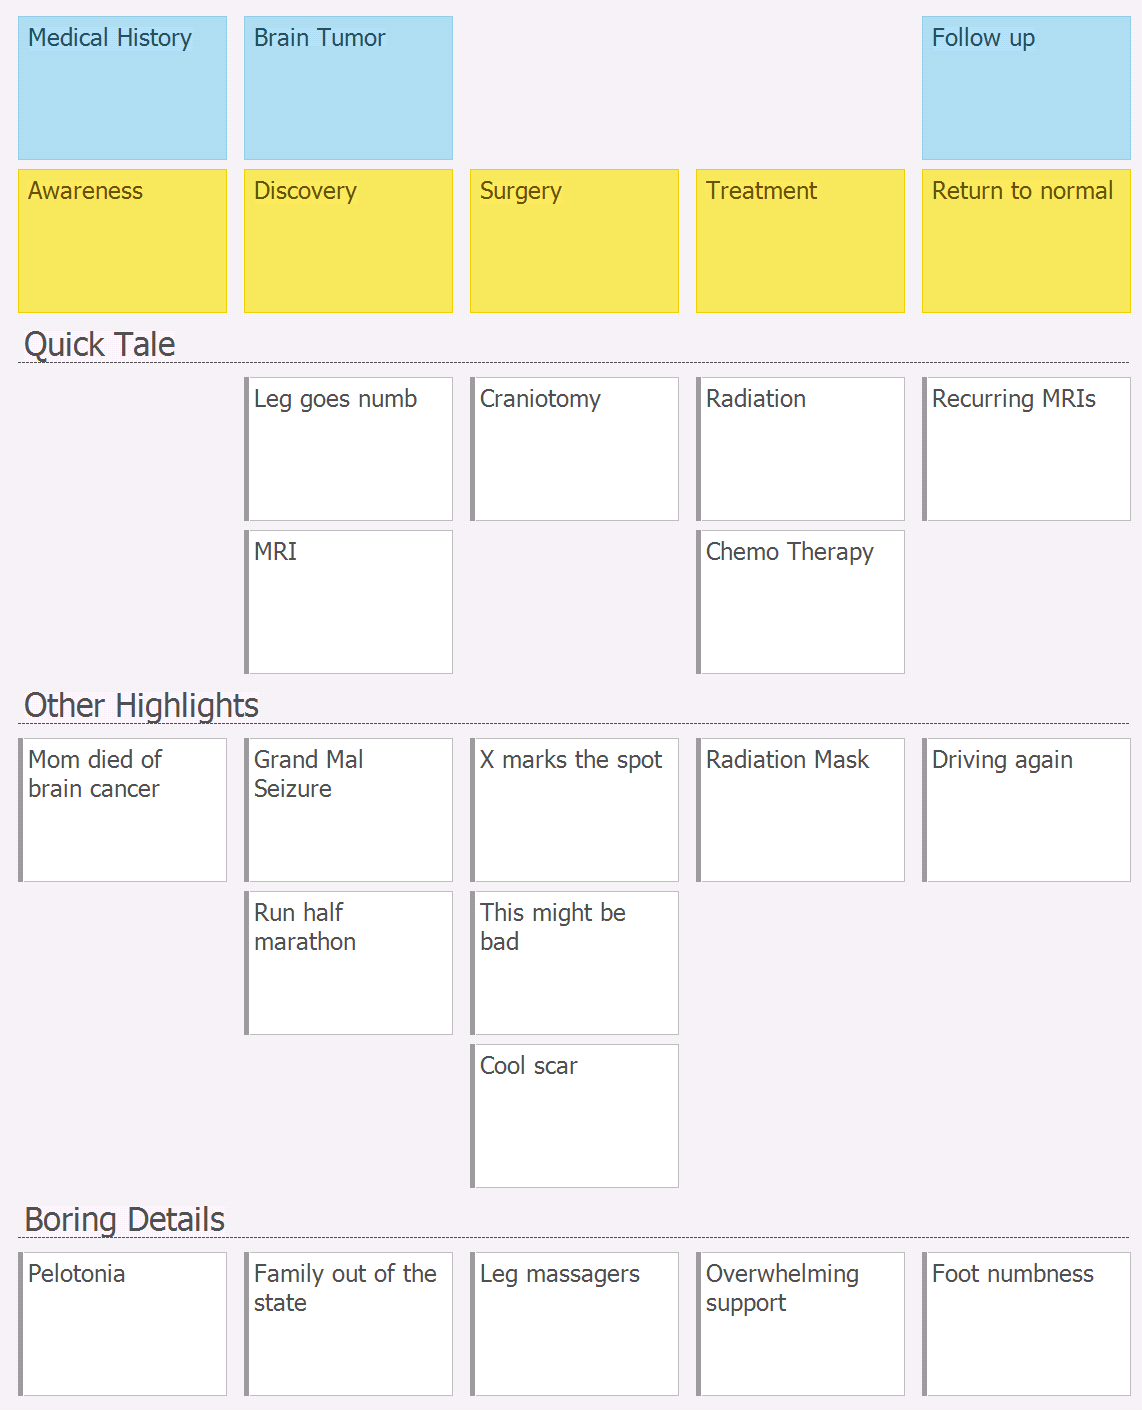 Medical History
Brain Tumor
Follow up
Awareness
Discovery
Surgery
Treatment
Return to normal
Quick Tale
Leg goes numb
Craniotomy
Radiation
Recurring MRIs
MRI
Chemo Therapy
Other Highlights
Mom died of
brain cancer
Grand Mal
Seizure
X marks the spot
Radiation Mask
Driving again
Run half
marathon
This might be
bad
Cool scar
Boring Details
Pelotonia
Family out of the
state
Leg massagers
Overwhelming
support
Foot numbness